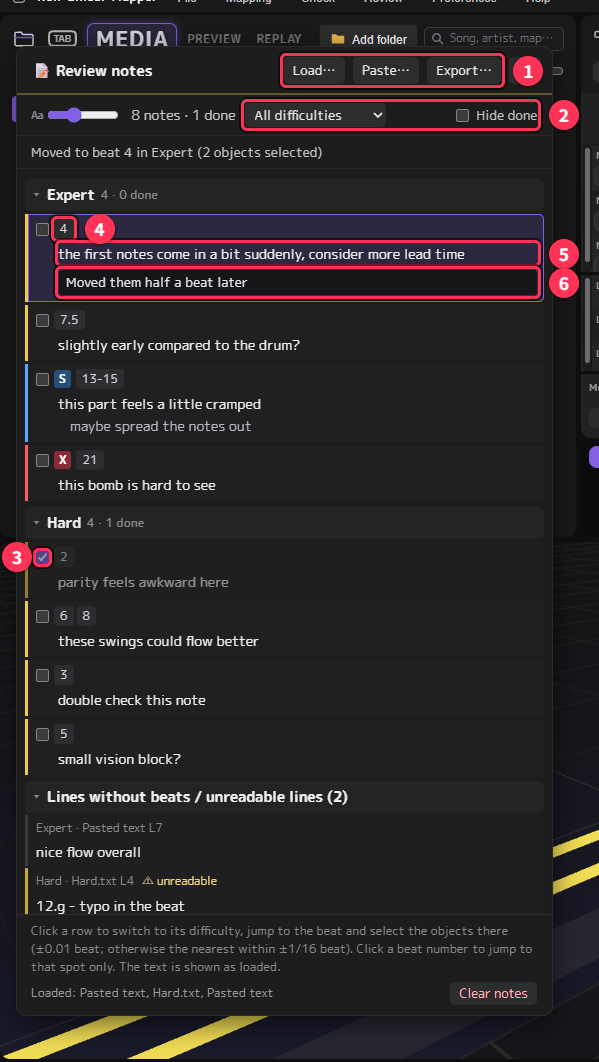 TAB
MEDIA
PREVIEW
REPLAY
Add folder
Song, artist, map…
Review notes
Load…
Paste…
Export…
1
Aa
8 notes · 1 done
All difficulties
Hide done
2
Moved to beat 4 in Expert (2 objects selected)
Expert 4 · 0 done
4
4
the first notes come in a bit suddenly, consider more lead time
5
Moved them half a beat later
6
7.5
slightly early compared to the drum?
S 13-15
this part feels a little cramped
maybe spread the notes out
X 21
this bomb is hard to see
Hard 4 · 1 done
3
2
parity feels awkward here
6 8
these swings could flow better
3
double check this note
5
small vision block?
Lines without beats / unreadable lines (2)
Expert · Pasted text L7
nice flow overall
Hard · Hard.txt L4 ⚠ unreadable
12.g - typo in the beat
Click a row to switch to its difficulty, jump to the beat and select the objects there
(±0.01 beat; otherwise the nearest within ±1/16 beat). Click a beat number to jump to
that spot only. The text is shown as loaded.
Loaded: Pasted text, Hard.txt, Pasted text
Clear notes